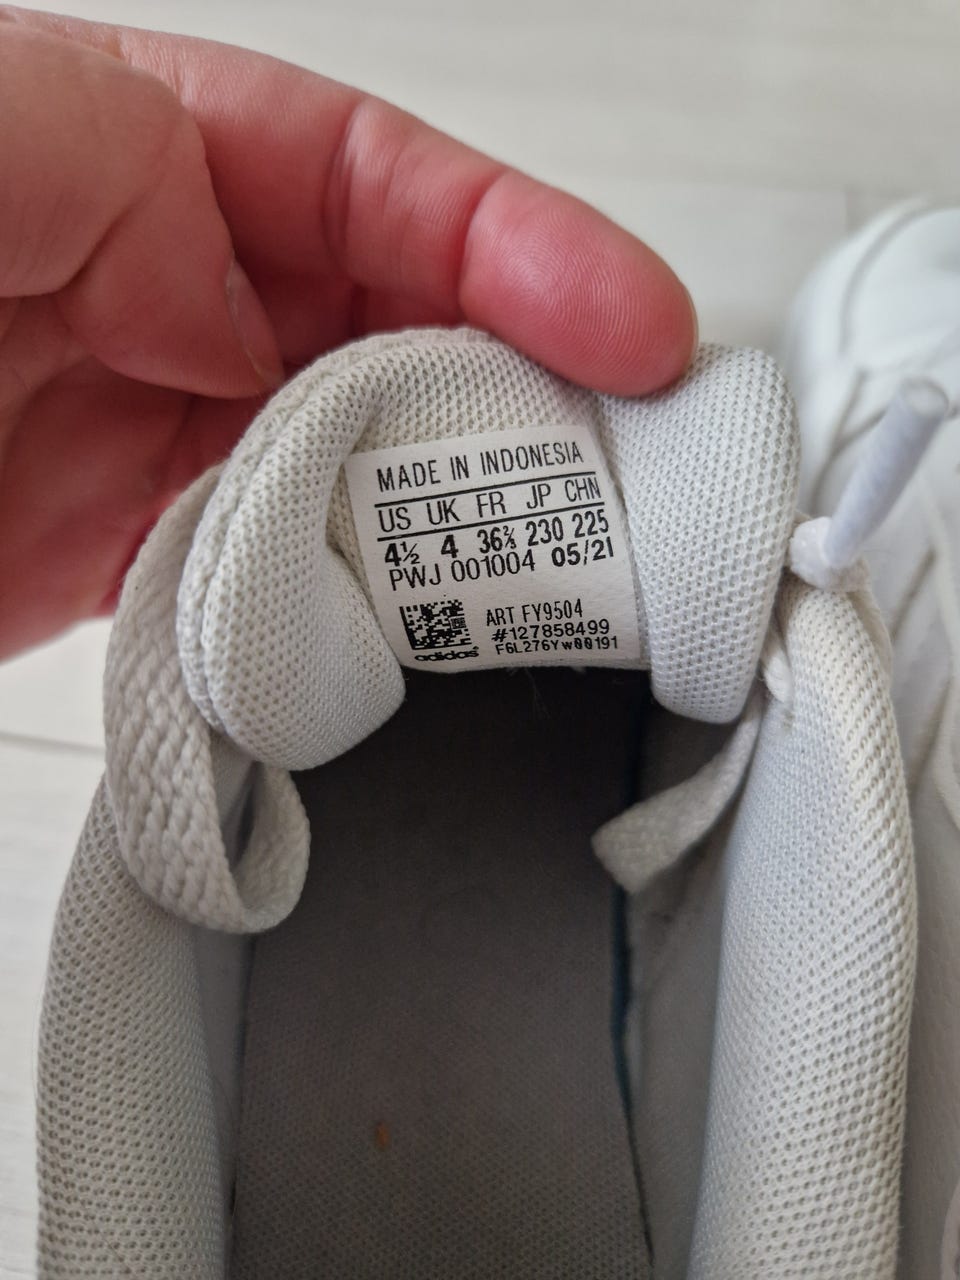 MADE IN INDONESIA
US UK FR JP CHN
4½ 4 36⅔ 230 225
PWJ 001004 05/21
ART FY9504
#127858499
F6L276Yw00191
adidas